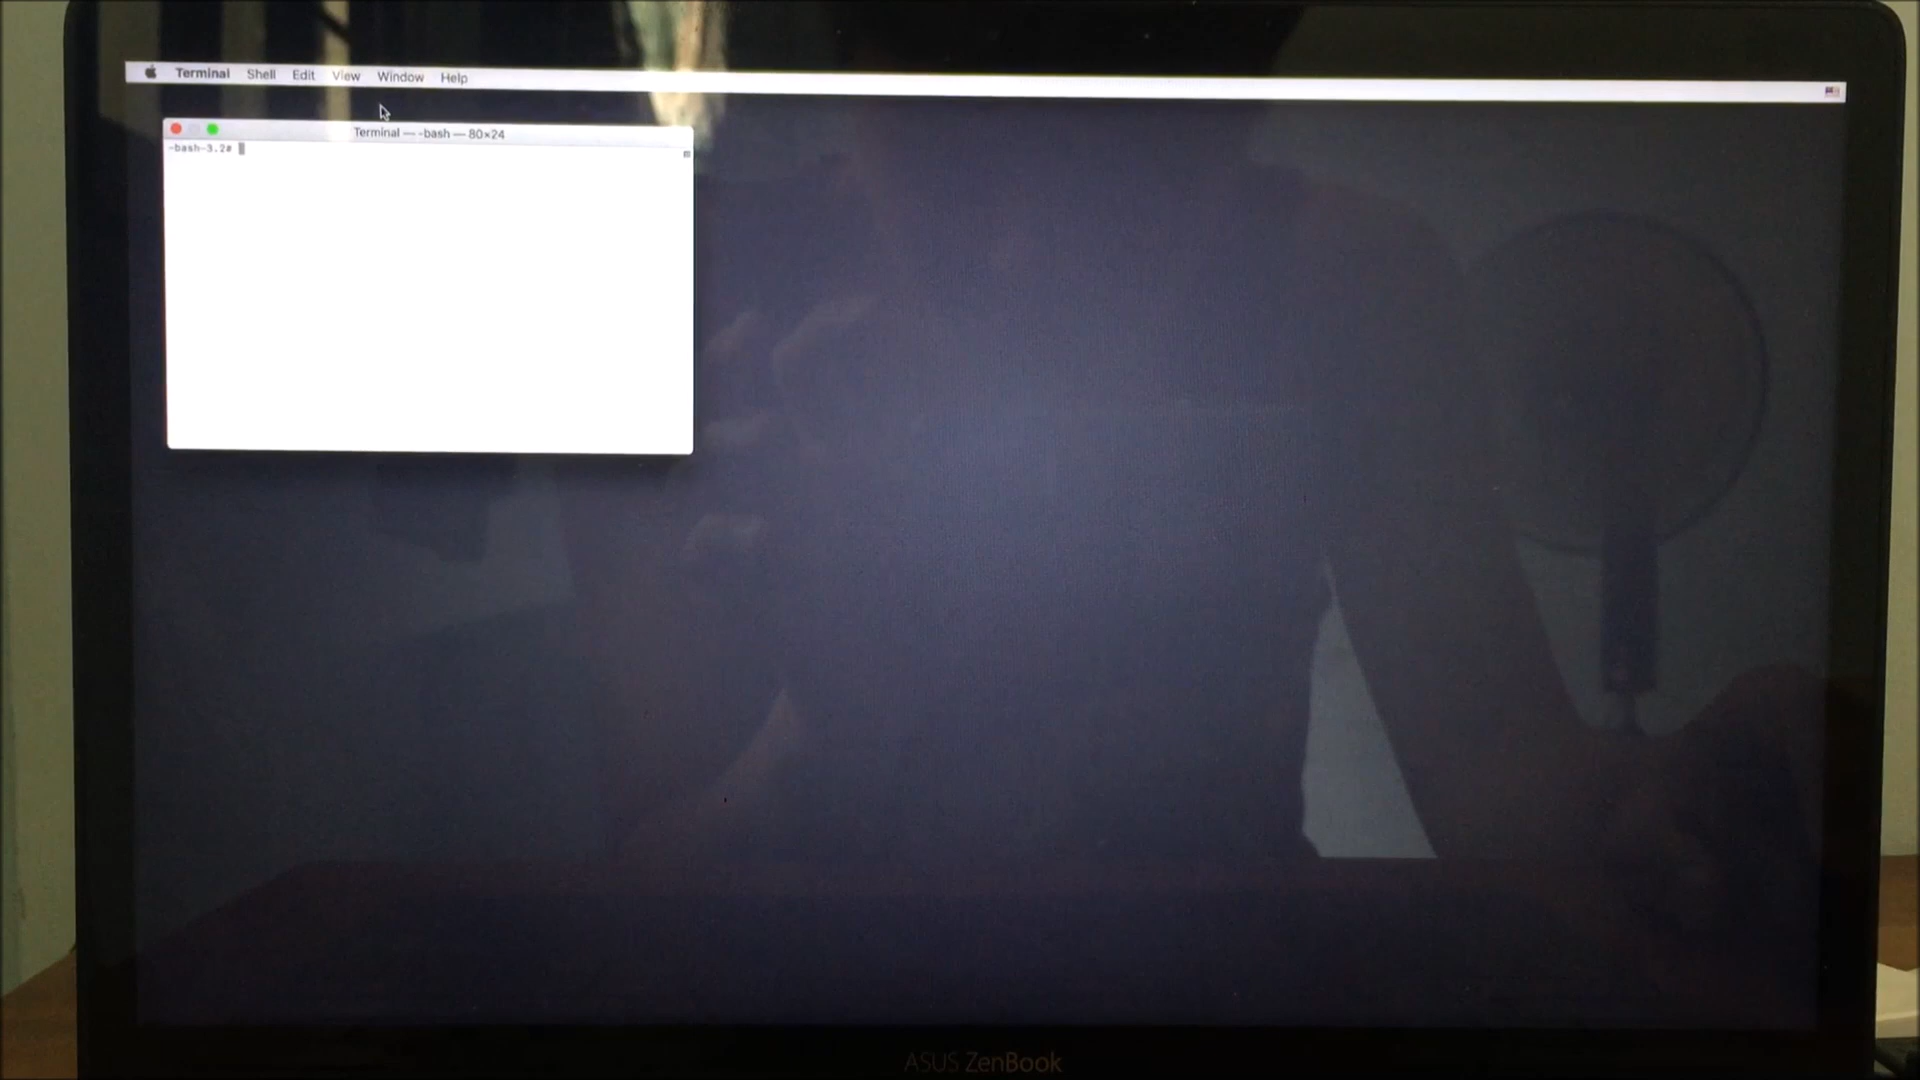 Terminal Shell Edit View Window Help
Terminal — -bash — 80×24
-bash-3.2#
ASUS ZenBook